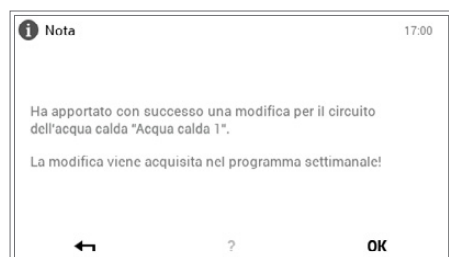 Nota
17:00
Ha apportato con successo una modifica per il circuito
dell'acqua calda "Acqua calda 1".
La modifica viene acquisita nel programma settimanale!
?
OK